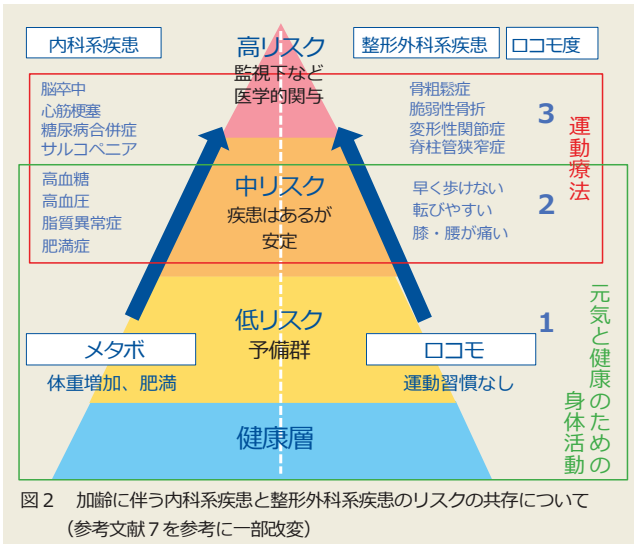 内科系疾患
高リスク
監視下など
医学的関与
整形外科系疾患
ロコモ度
脳卒中
心筋梗塞
糖尿病合併症
サルコペニア
骨粗鬆症
脆弱性骨折
変形性関節症
脊柱管狭窄症
3
運動療法
高血糖
高血圧
脂質異常症
肥満症
中リスク
疾患はあるが
安定
早く歩けない
転びやすい
膝・腰が痛い
2
低リスク
予備群
1
メタボ
体重増加、肥満
ロコモ
運動習慣なし
元気と健康のための
身体活動
健康層
図2 加齢に伴う内科系疾患と整形外科系疾患のリスクの共存について
（参考文献７を参考に一部改変）